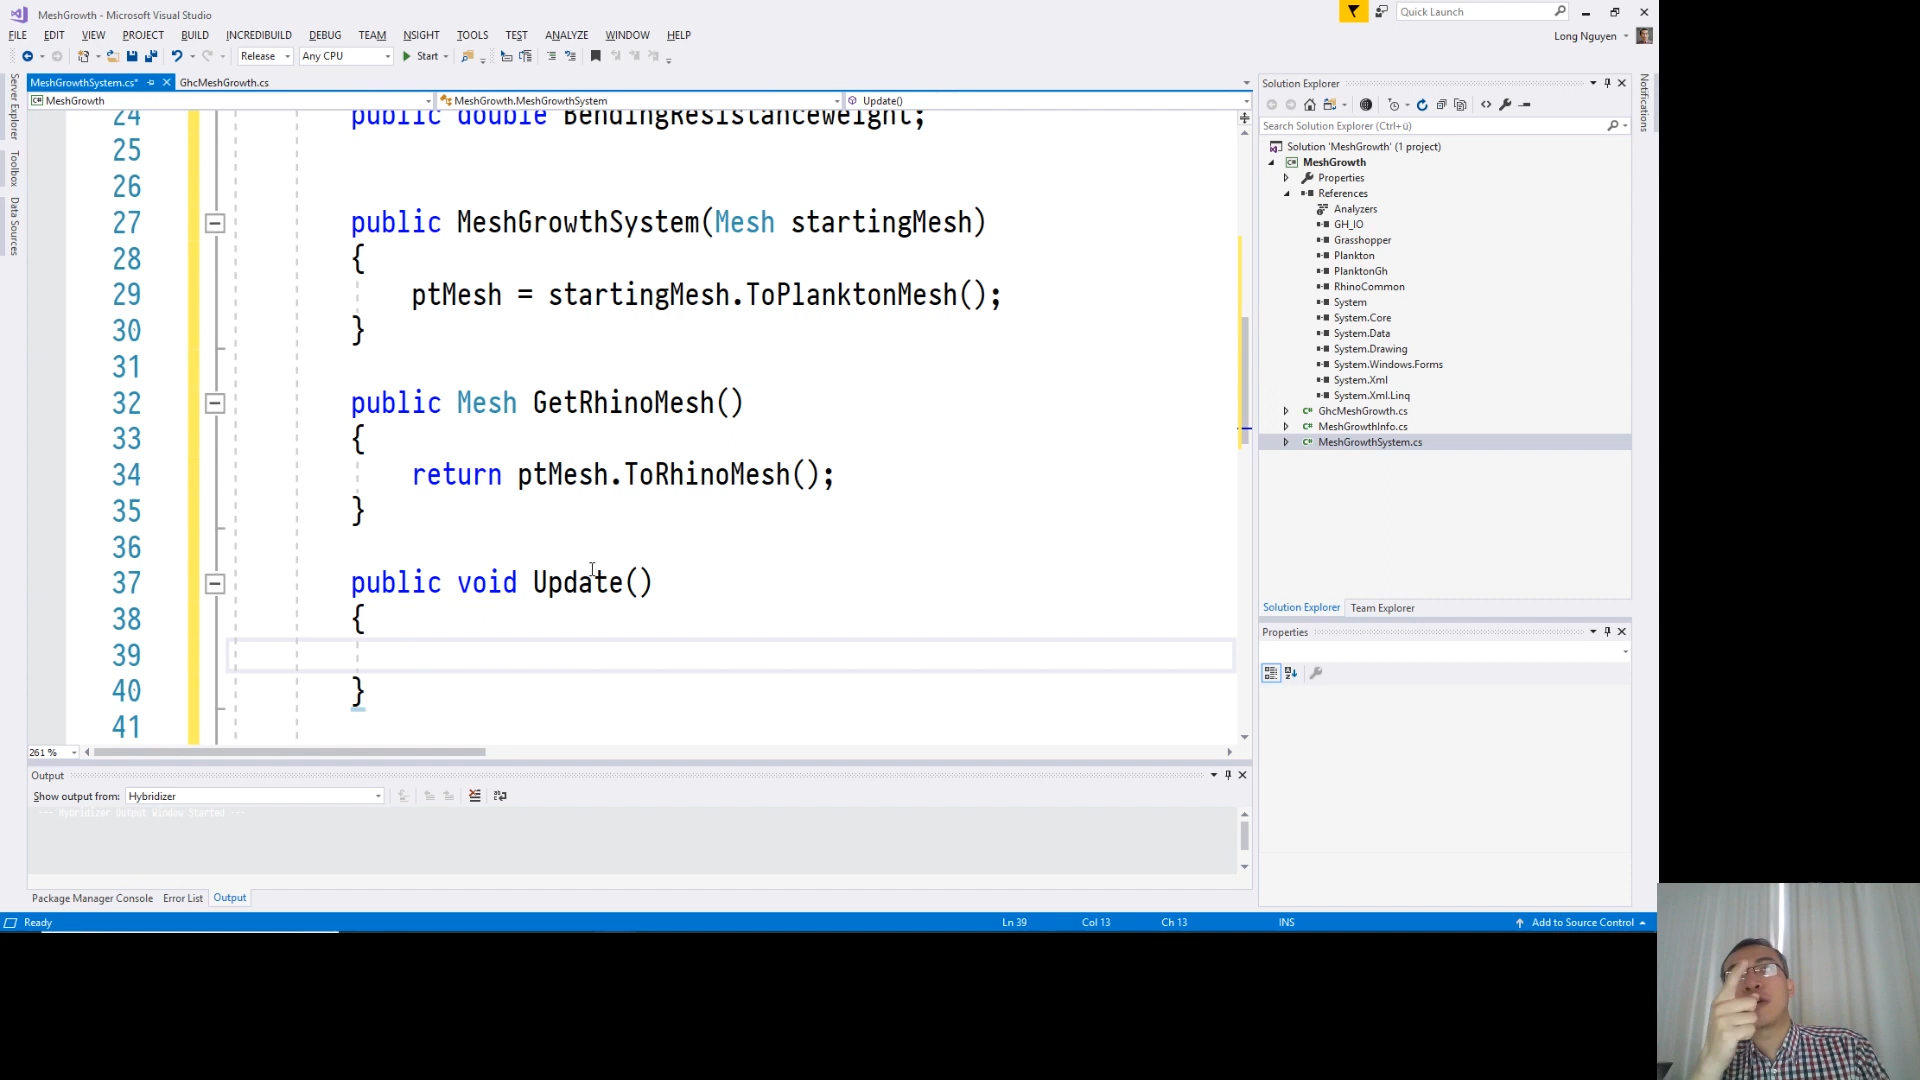 MeshGrowth - Microsoft Visual Studio
Quick Launch
FILE EDIT VIEW PROJECT BUILD INCREDIBUILD DEBUG TEAM NSIGHT TOOLS TEST ANALYZE WINDOW HELP
Long Nguyen
Release Any CPU Start
Server Explorer
Toolbox
Data Sources
MeshGrowthSystem.cs* GhcMeshGrowth.cs
MeshGrowth MeshGrowth.MeshGrowthSystem Update()
24 public double BendingResistanceWeight;
25
26
27 public MeshGrowthSystem(Mesh startingMesh)
28 {
29 ptMesh = startingMesh.ToPlanktonMesh();
30 }
31
32 public Mesh GetRhinoMesh()
33 {
34 return ptMesh.ToRhinoMesh();
35 }
36
37 public void Update()
38 {
39
40 }
41
261 %
Output
Show output from: Hybridizer
--- Hybridizer Output Window Started ---
Package Manager Console Error List Output
Ready Ln 39 Col 13 Ch 13 INS Add to Source Control
Solution Explorer
Search Solution Explorer (Ctrl+ü)
Solution 'MeshGrowth' (1 project)
MeshGrowth
Properties
References
Analyzers
GH_IO
Grasshopper
Plankton
PlanktonGh
RhinoCommon
System
System.Core
System.Data
System.Drawing
System.Windows.Forms
System.Xml
System.Xml.Linq
GhcMeshGrowth.cs
MeshGrowthInfo.cs
MeshGrowthSystem.cs
Solution Explorer Team Explorer
Properties
Notifications